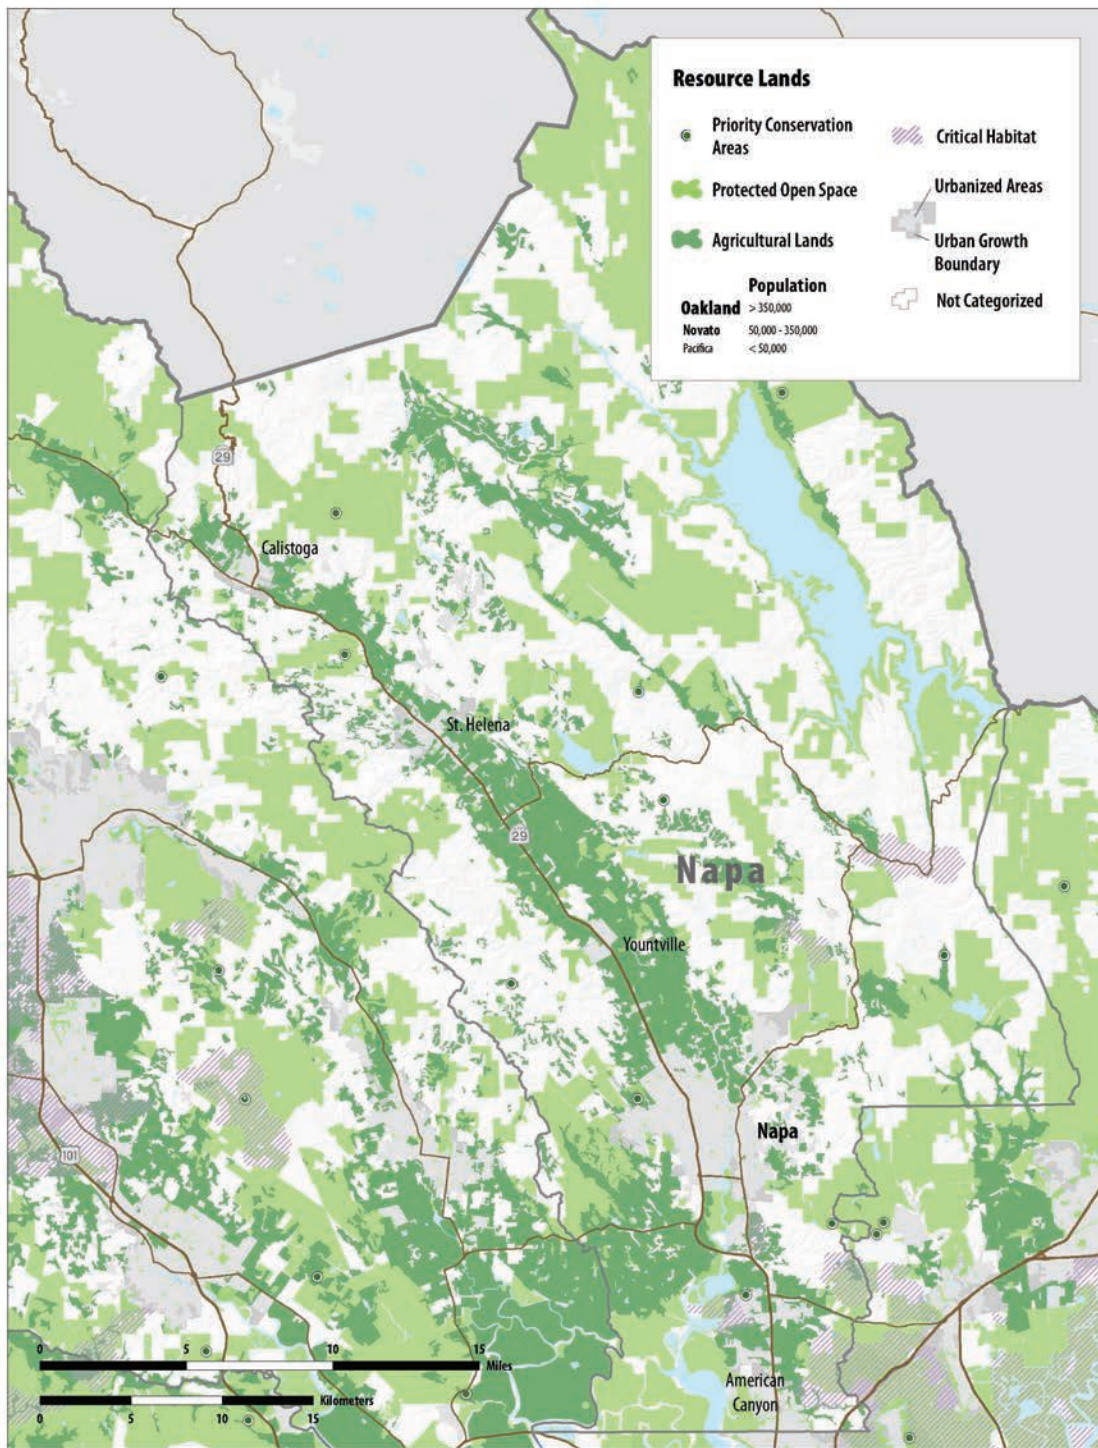 Resource Lands
Priority Conservation
Areas
Protected Open Space
Agricultural Lands
Population
Oakland > 350,000
Novato 50,000 - 350,000
Pacifica < 50,000
Critical Habitat
Urbanized Areas
Urban Growth
Boundary
Not Categorized
29
Calistoga
St. Helena
29
Napa
Yountville
Napa
101
American
Canyon
0 5 10 15
Miles
Kilometers
0 5 10 15